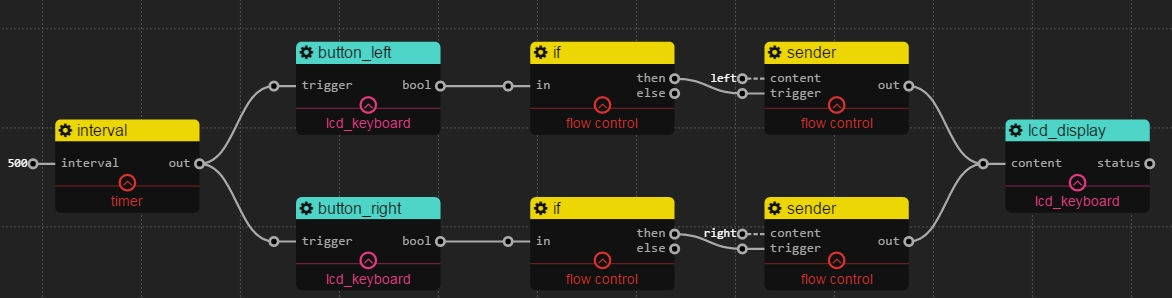 500
interval
interval
out
timer
button_left
trigger
bool
lcd_keyboard
if
in
then
else
flow control
left
sender
content
trigger
out
flow control
button_right
trigger
bool
lcd_keyboard
if
in
then
else
flow control
right
sender
content
trigger
out
flow control
lcd_display
content
status
lcd_keyboard